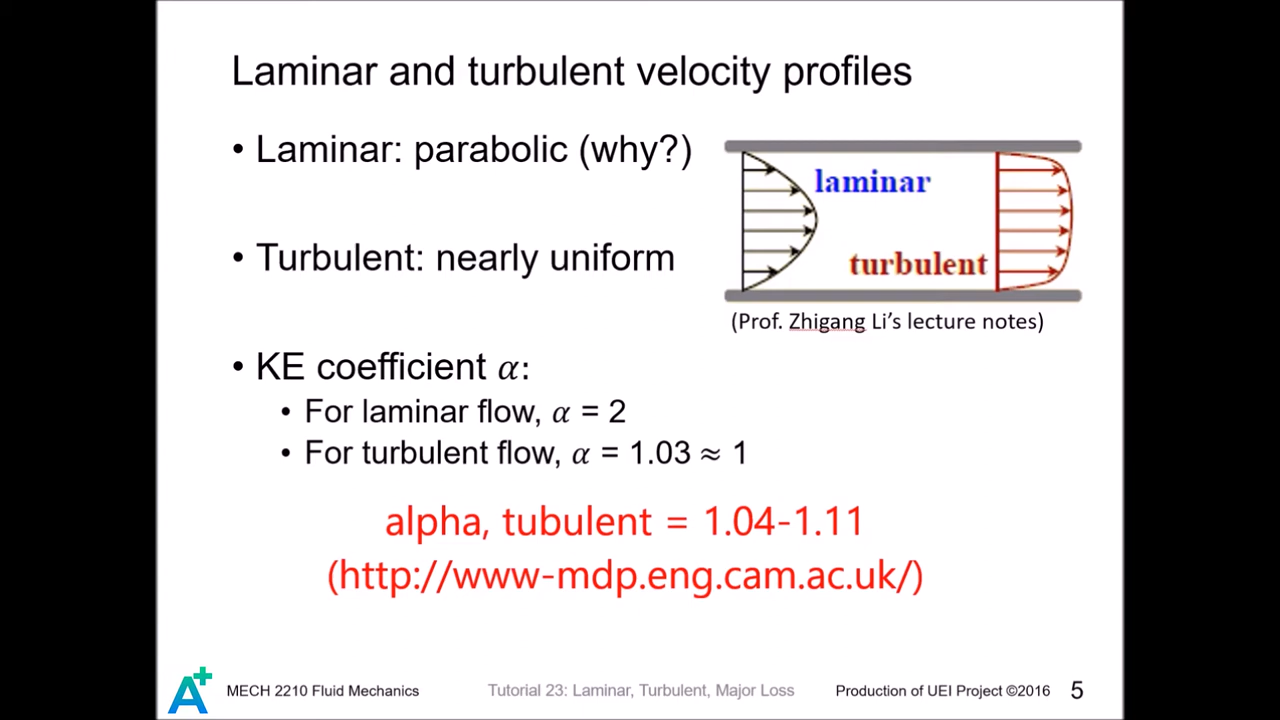 Laminar and turbulent velocity profiles
• Laminar: parabolic (why?)
laminar
• Turbulent: nearly uniform
turbulent
(Prof. Zhigang Li's lecture notes)
• KE coefficient 𝛼:
• For laminar flow, 𝛼 = 2
• For turbulent flow, 𝛼 = 1.03 ≈ 1
alpha, tubulent = 1.04-1.11
(http://www-mdp.eng.cam.ac.uk/)
A+
MECH 2210 Fluid Mechanics
Tutorial 23: Laminar, Turbulent, Major Loss
Production of UEI Project ©2016
5